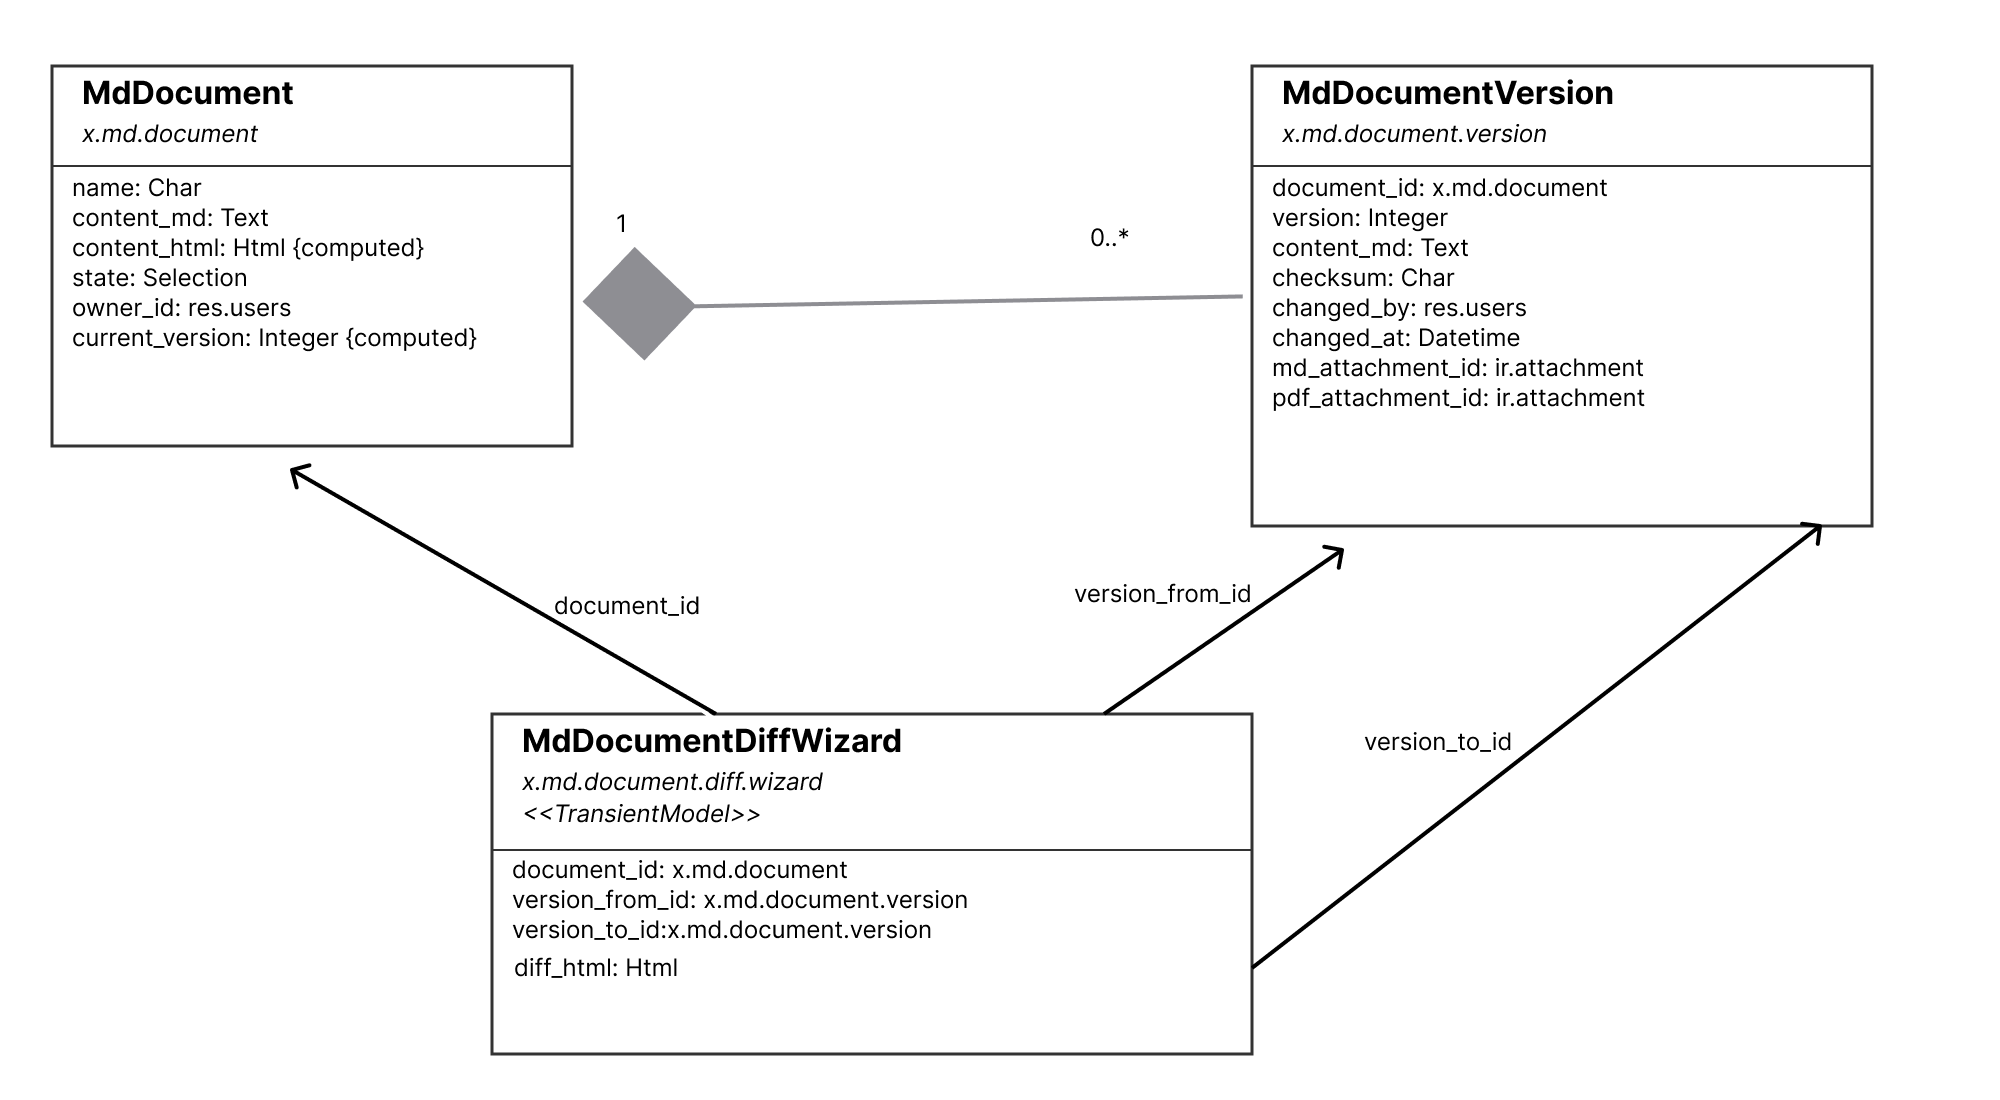 MdDocument
x.md.document
name: Char
content_md: Text
content_html: Html {computed}
state: Selection
owner_id: res.users
current_version: Integer {computed}
1
0..*
MdDocumentVersion
x.md.document.version
document_id: x.md.document
version: Integer
content_md: Text
checksum: Char
changed_by: res.users
changed_at: Datetime
md_attachment_id: ir.attachment
pdf_attachment_id: ir.attachment
document_id
version_from_id
version_to_id
MdDocumentDiffWizard
x.md.document.diff.wizard
<<TransientModel>>
document_id: x.md.document
version_from_id: x.md.document.version
version_to_id:x.md.document.version
diff_html: Html